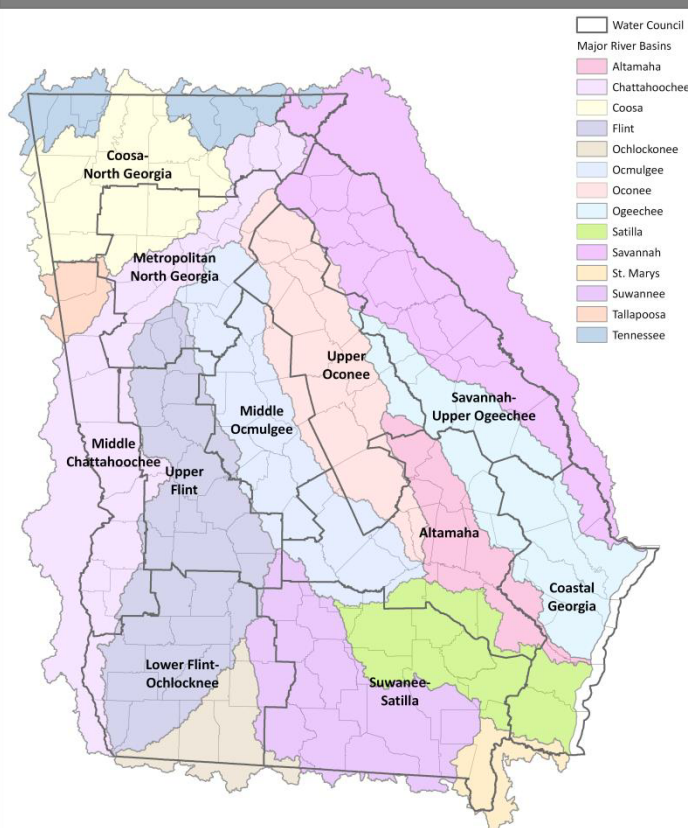 Water Council
Major River Basins
Altamaha
Chattahoochee
Coosa
Flint
Ochlockonee
Ocmulgee
Oconee
Ogeechee
Satilla
Savannah
St. Marys
Suwannee
Tallapoosa
Tennessee
Coosa-
North Georgia
Metropolitan
North Georgia
Upper
Oconee
Savannah-
Upper Ogeechee
Middle
Ocmulgee
Middle
Chattahoochee
Upper
Flint
Altamaha
Coastal
Georgia
Lower Flint-
Ochlocknee
Suwanee-
Satilla